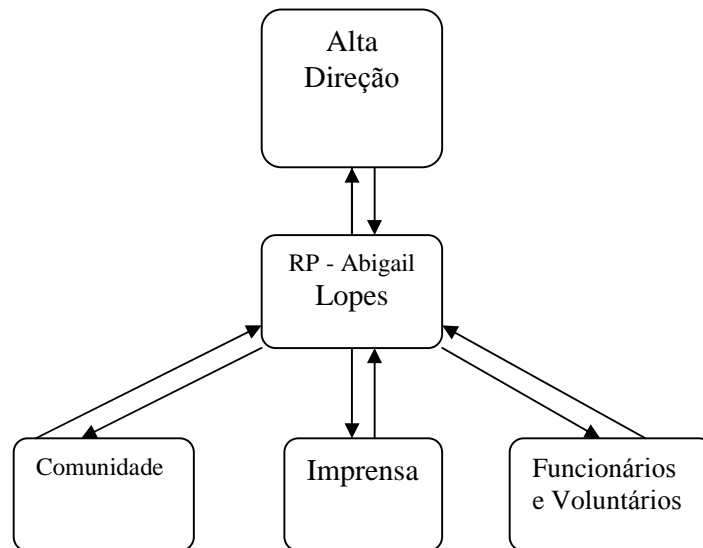 Alta
Direção
RP - Abigail
Lopes
Comunidade
Imprensa
Funcionários
e Voluntários